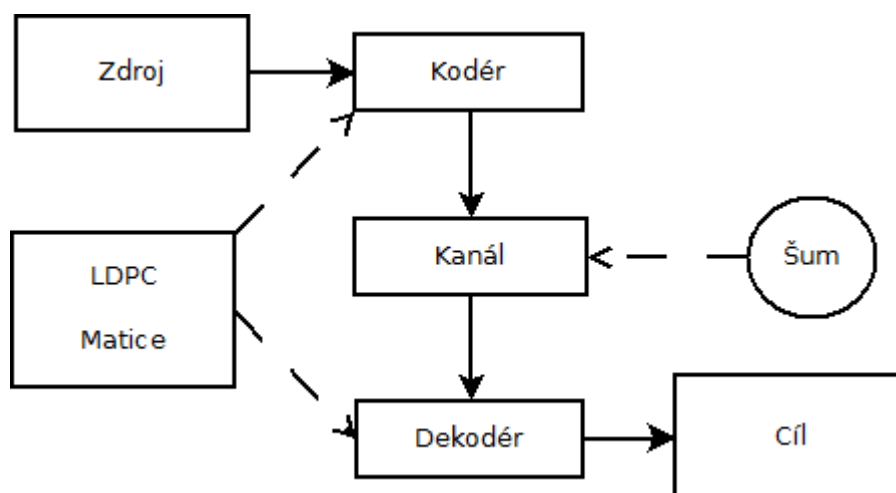 Zdroj
Kodér
LDPC
Matice
Kanál
Šum
Dekodér
Cíl